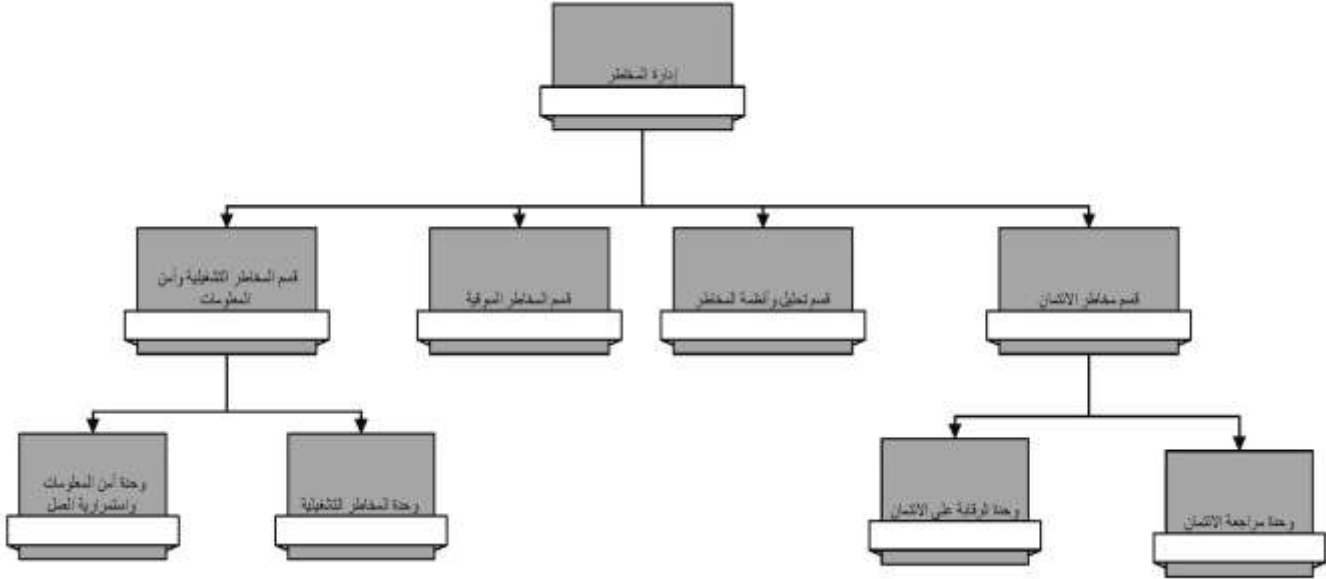 إدارة المخاطر
قسم مخاطر الائتمان
قسم تحليل وأنظمة المخاطر
قسم المخاطر السوقية
قسم المخاطر التشغيلية وأمن
المعلومات
وحدة مراجعة الائتمان
وحدة الرقابة على الائتمان
وحدة المخاطر التشغيلية
وحدة أمن المعلومات
واستمرارية العمل